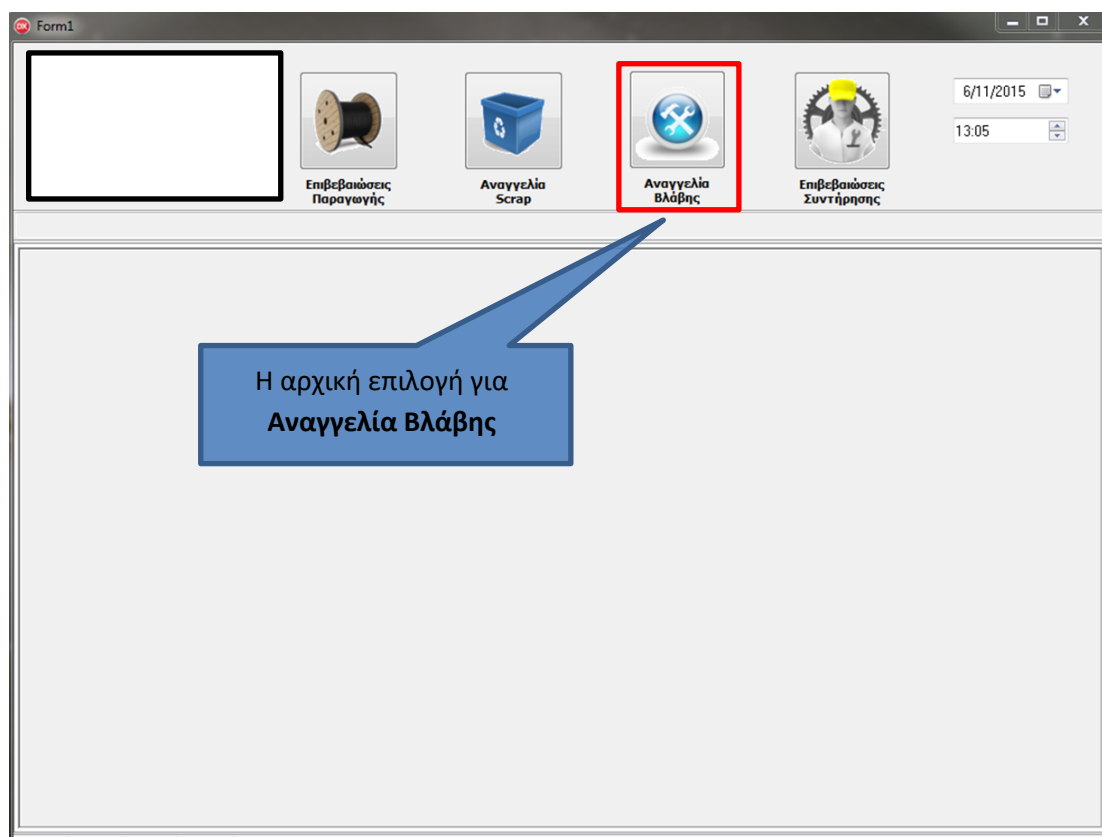 Form1
Επιβεβαιώσεις
Παραγωγής
Αναγγελία
Scrap
Αναγγελία
Βλάβης
Επιβεβαιώσεις
Συντήρησης
6/11/2015
13:05
Η αρχική επιλογή για
Αναγγελία Βλάβης